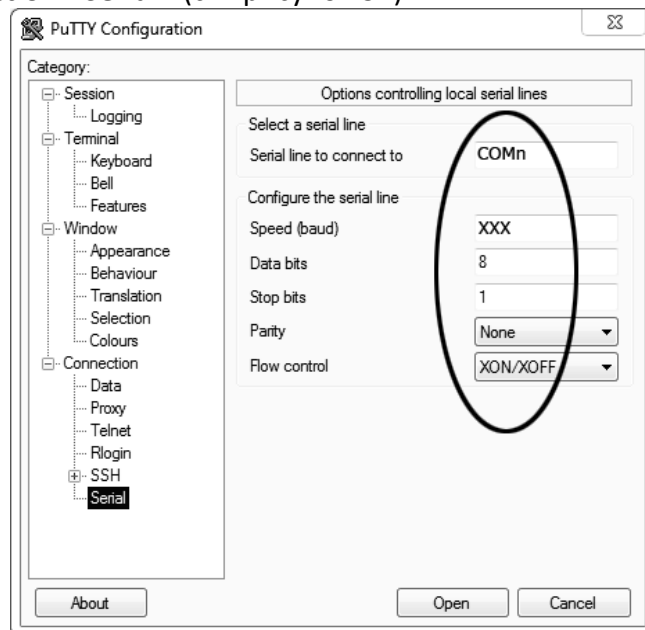 PuTTY Configuration
Category:
Session
Logging
Terminal
Keyboard
Bell
Features
Window
Appearance
Behaviour
Translation
Selection
Colours
Connection
Data
Proxy
Telnet
Rlogin
SSH
Serial
Options controlling local serial lines
Select a serial line
Serial line to connect to COMn
Configure the serial line
Speed (baud) XXX
Data bits 8
Stop bits 1
Parity None
Flow control XON/XOFF
About Open Cancel